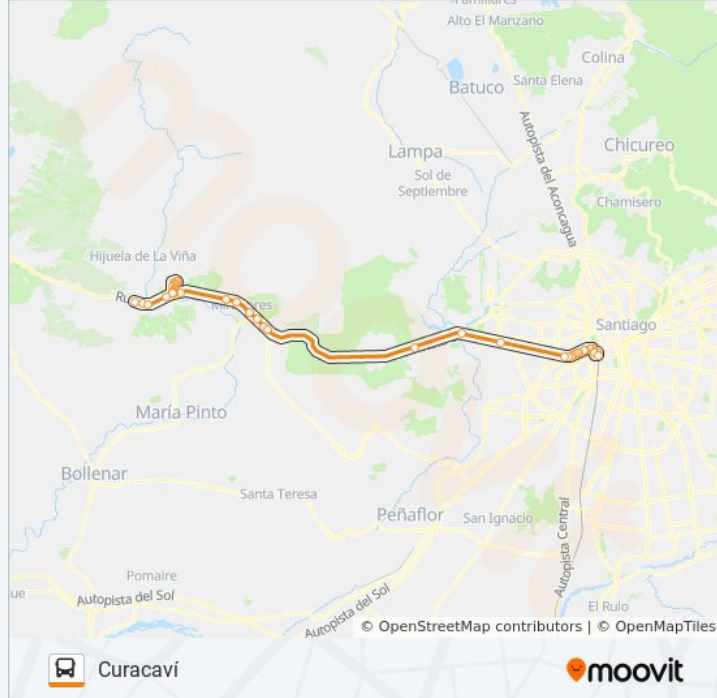 Alto El Manzano
Colina
Batuco
Santa Elena
Autopista del Aconcagua
Lampa
Chicureo
Sol de
Septiembre
Chamisero
Hijuela de La Viña
Santiago
María Pinto
Bollenar
Santa Teresa
Peñaflor
San Ignacio
Autopista Central
Pomaire
Autopista del Sol
Autopista del Sol
El Rulo
© OpenStreetMap contributors | © OpenMapTiles
Curacaví
moovit